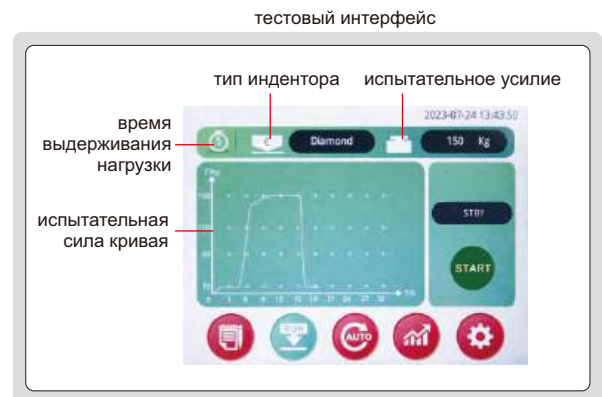 тестовый интерфейс
тип индентора
испытательное усилие
время
выдерживания
нагрузки
2023-07-24 13:43:50
Diamond
150 Kg
испытательная
сила кривая
START
RUN
AUTO